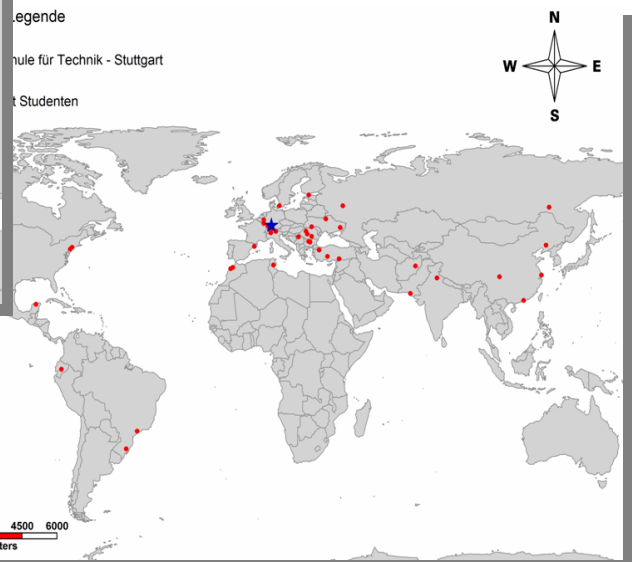 Legende
N
hule für Technik - Stuttgart
W
E
t Studenten
S
4500 6000
ters